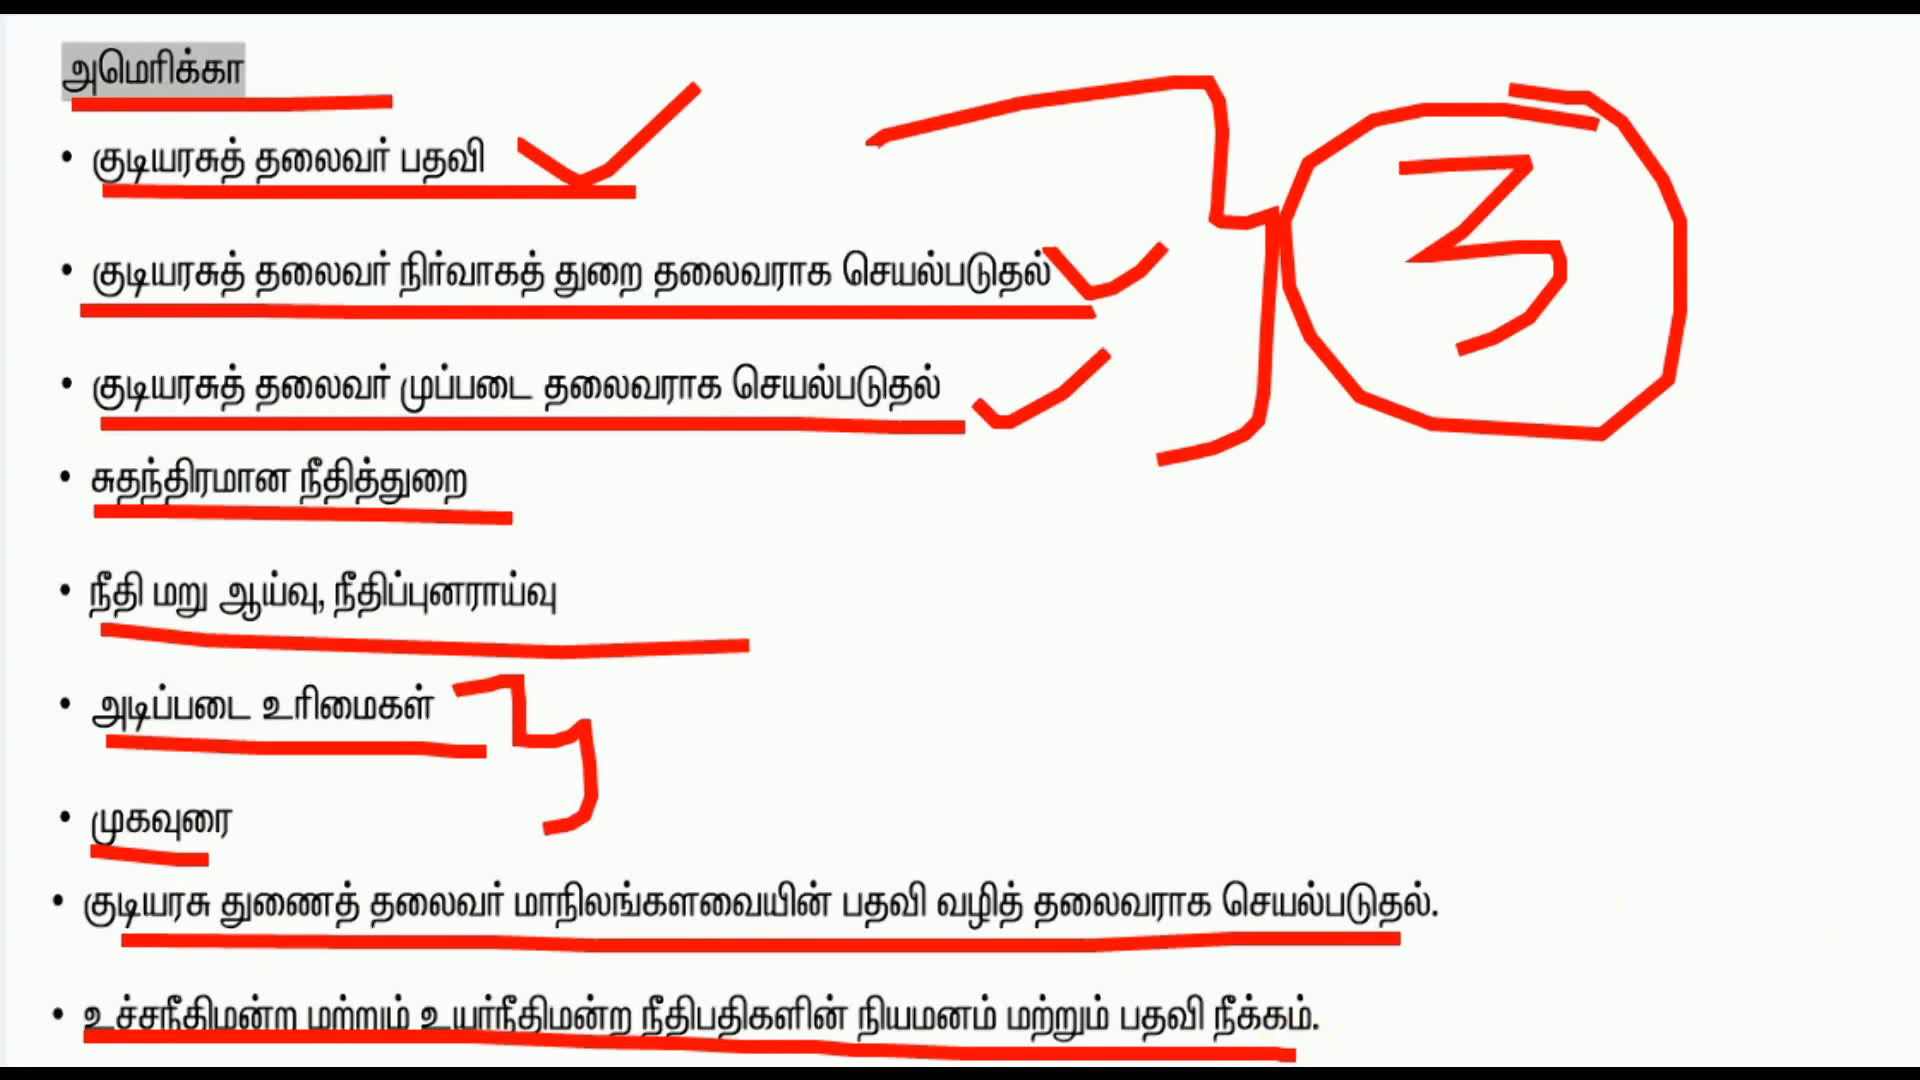 அமெரிக்கா
• குடியரசுத் தலைவர் பதவி
• குடியரசுத் தலைவர் நிர்வாகத் துறை தலைவராக செயல்படுதல்
• குடியரசுத் தலைவர் முப்படை தலைவராக செயல்படுதல்
3
• சுதந்திரமான நீதித்துறை
• நீதி மறு ஆய்வு, நீதிப்புனராய்வு
• அடிப்படை உரிமைகள்
• முகவுரை
• குடியரசு துணைத் தலைவர் மாநிலங்களவையின் பதவி வழித் தலைவராக செயல்படுதல்.
• உச்சநீதிமன்ற மற்றும் உயர்நீதிமன்ற நீதிபதிகளின் நியமனம் மற்றும் பதவி நீக்கம்.